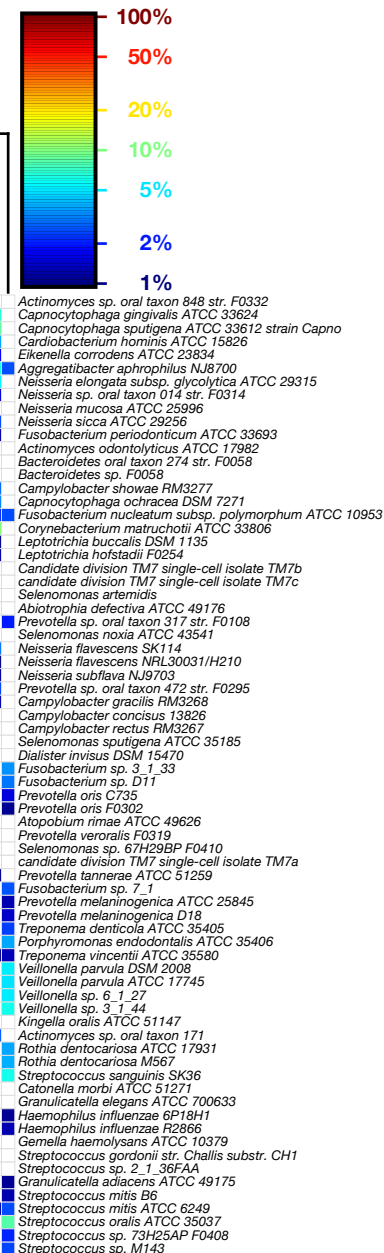 100%
50%
20%
10%
5%
2%
1%
Actinomyces sp. oral taxon 848 str. F0332
Capnocytophaga gingivalis ATCC 33624
Capnocytophaga sputigena ATCC 33612 strain Capno
Cardiobacterium hominis ATCC 15826
Eikenella corrodens ATCC 23834
Aggregatibacter aphrophilus NJ8700
Neisseria elongata subsp. glycolytica ATCC 29315
Neisseria sp. oral taxon 014 str. F0314
Neisseria mucosa ATCC 25996
Neisseria sicca ATCC 29256
Fusobacterium periodonticum ATCC 33693
Actinomyces odontolyticus ATCC 17982
Bacteroidetes oral taxon 274 str. F0058
Bacteroidetes sp. F0058
Campylobacter showae RM3277
Capnocytophaga ochracea DSM 7271
Fusobacterium nucleatum subsp. polymorphum ATCC 10953
Corynebacterium matruchotii ATCC 33806
Leptotrichia buccalis DSM 1135
Leptotrichia hofstadii F0254
Candidate division TM7 single-cell isolate TM7b
candidate division TM7 single-cell isolate TM7c
Selenomonas artemidis
Abiotrophia defectiva ATCC 49176
Prevotella sp. oral taxon 317 str. F0108
Selenomonas noxia ATCC 43541
Neisseria flavescens SK114
Neisseria flavescens NRL30031/H210
Neisseria subflava NJ9703
Prevotella sp. oral taxon 472 str. F0295
Campylobacter gracilis RM3268
Campylobacter concisus 13826
Campylobacter rectus RM3267
Selenomonas sputigena ATCC 35185
Dialister invisus DSM 15470
Fusobacterium sp. 3_1_33
Fusobacterium sp. D11
Prevotella oris C735
Prevotella oris F0302
Atopobium rimae ATCC 49626
Prevotella veroralis F0319
Selenomonas sp. 67H29BP F0410
candidate division TM7 single-cell isolate TM7a
Prevotella tannerae ATCC 51259
Fusobacterium sp. 7_1
Prevotella melaninogenica ATCC 25845
Prevotella melaninogenica D18
Treponema denticola ATCC 35405
Porphyromonas endodontalis ATCC 35406
Treponema vincentii ATCC 35580
Veillonella parvula DSM 2008
Veillonella parvula ATCC 17745
Veillonella sp. 6_1_27
Veillonella sp. 3_1_44
Kingella oralis ATCC 51147
Actinomyces sp. oral taxon 171
Rothia dentocariosa ATCC 17931
Rothia dentocariosa M567
Streptococcus sanguinis SK36
Catonella morbi ATCC 51271
Granulicatella elegans ATCC 700633
Haemophilus influenzae 6P18H1
Haemophilus influenzae R2866
Gemella haemolysans ATCC 10379
Streptococcus gordonii str. Challis substr. CH1
Streptococcus sp. 2_1_36FAA
Granulicatella adiacens ATCC 49175
Streptococcus mitis B6
Streptococcus mitis ATCC 6249
Streptococcus oralis ATCC 35037
Streptococcus sp. 73H25AP F0408
Streptococcus sp. M143